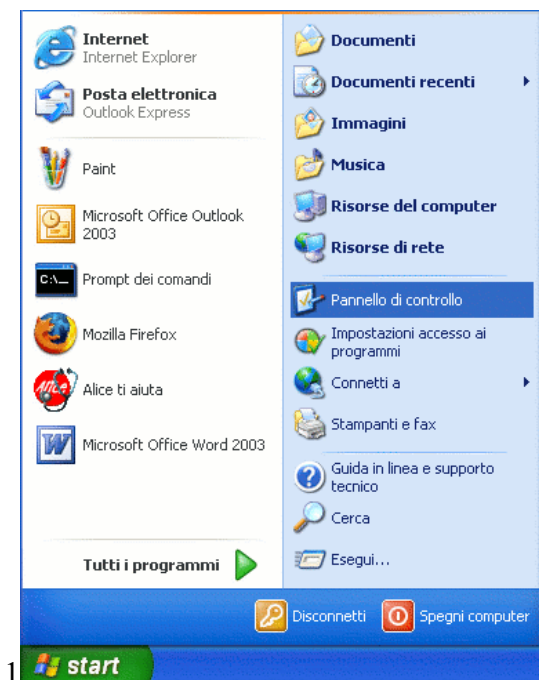 Internet
Internet Explorer
Posta elettronica
Outlook Express
Paint
Microsoft Office Outlook
2003
C:\_
Prompt dei comandi
Mozilla Firefox
Alice
Alice ti aiuta
W
Microsoft Office Word 2003
Tutti i programmi
Documenti
Documenti recenti
Immagini
Musica
Risorse del computer
Risorse di rete
Pannello di controllo
Impostazioni accesso ai
programmi
Connetti a
Stampanti e fax
Guida in linea e supporto
tecnico
Cerca
Esegui...
Disconnetti
Spegni computer
1
start